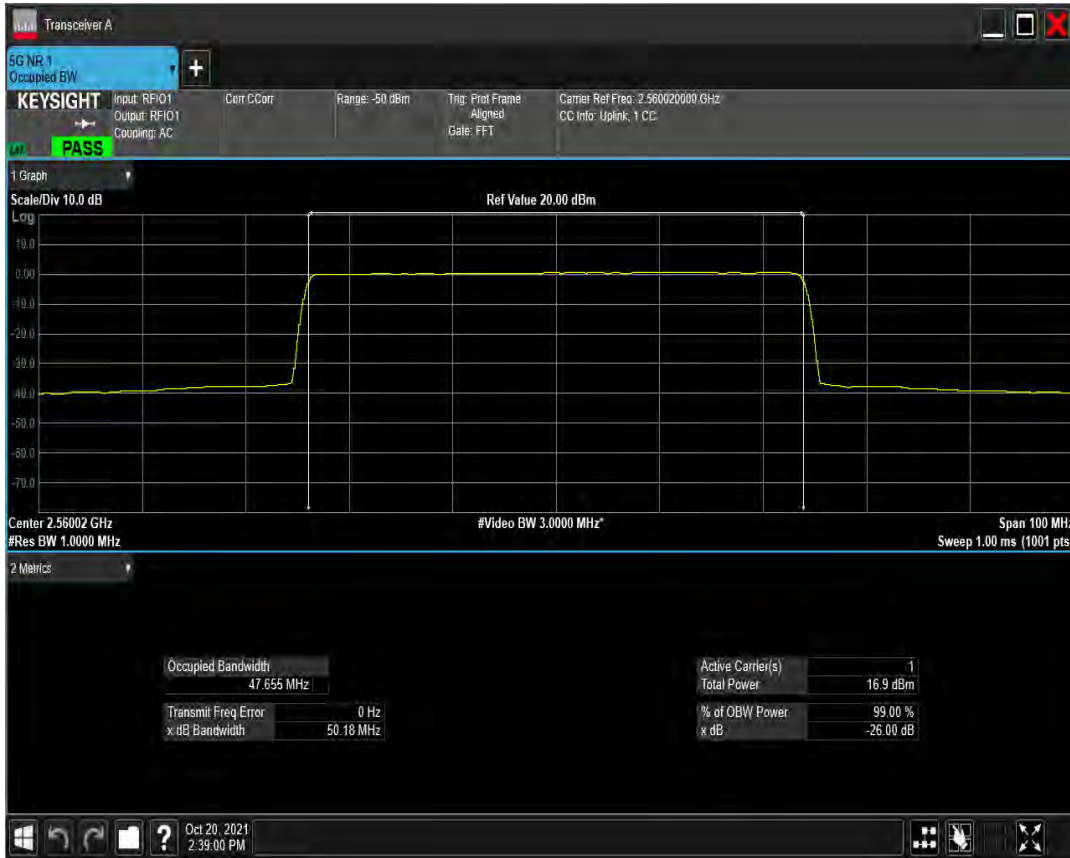 Transceiver A
5G NR 1
Occupied BW
+
KEYSIGHT
Input: RFIO1
Output: RFIO1
Coupling: AC
Corr CCorr
Range: -50 dBm
Trig: Prot Frame
Aligned
Gate: FFT
Carrier Ref Freq: 2.560020000 GHz
CC Info: Uplink, 1 CC
PASS
1 Graph
Scale/Div 10.0 dB
Ref Value 20.00 dBm
Log
10.0
0.00
-10.0
-20.0
-30.0
-40.0
-50.0
-60.0
-70.0
Center 2.56002 GHz
#Video BW 3.0000 MHz*
Span 100 MHz
#Res BW 1.0000 MHz
Sweep 1.00 ms (1001 pts
2 Metrics
Occupied Bandwidth
47.655 MHz
Transmit Freq Error 0 Hz
x dB Bandwidth 50.18 MHz
Active Carrier(s) 1
Total Power 16.9 dBm
% of OBW Power 99.00 %
x dB -26.00 dB
?
Oct 20, 2021
2:39:00 PM